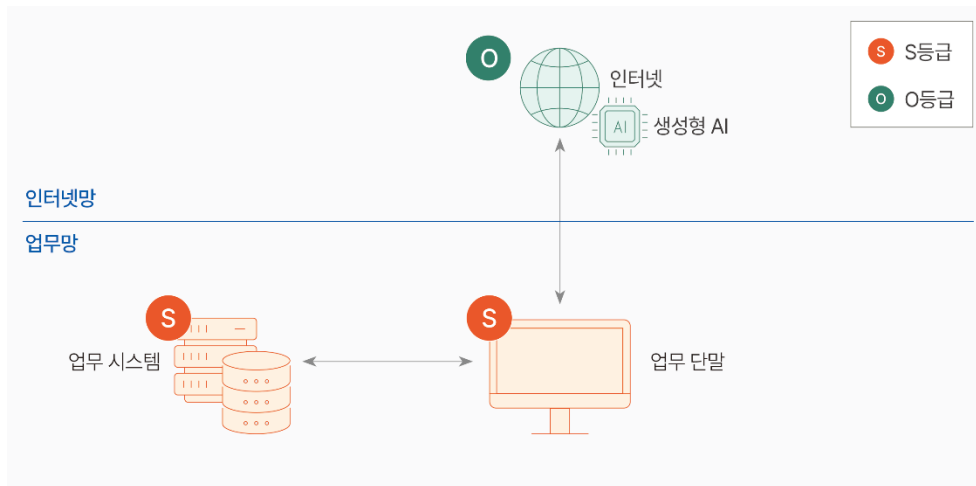 O
인터넷
AI
생성형 AI
S S등급
O O등급
인터넷망
업무망
S
업무 시스템
S
업무 단말